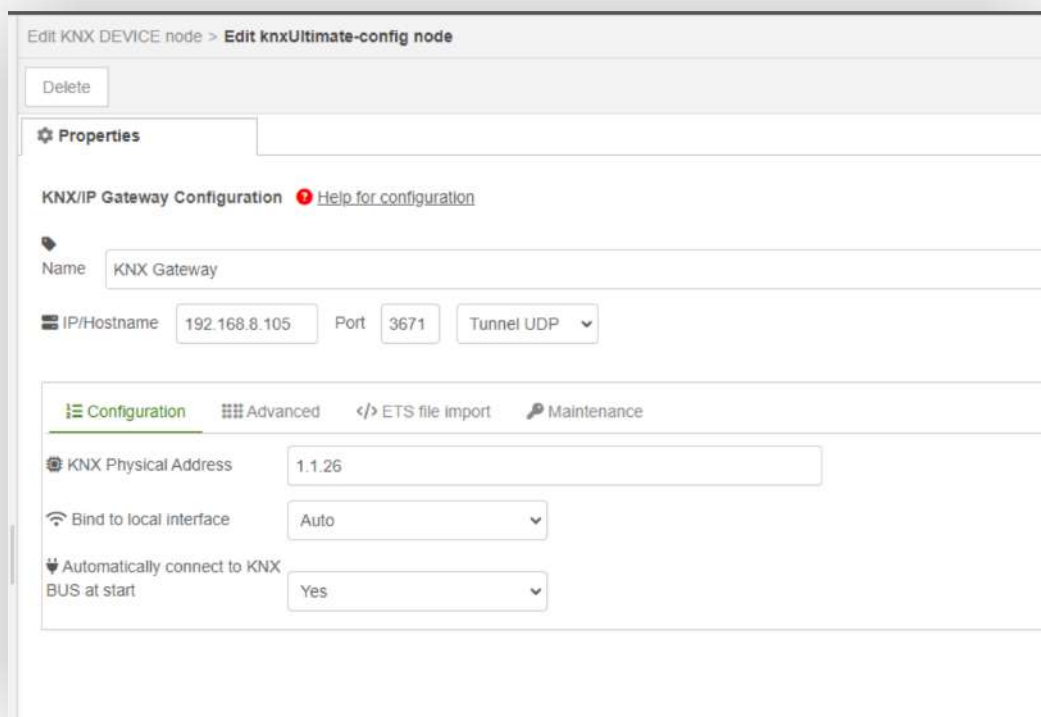 Edit KNX DEVICE node > Edit knxUltimate-config node
Delete
Properties
KNX/IP Gateway Configuration ? Help for configuration
Name KNX Gateway
IP/Hostname 192.168.8.105 Port 3671 Tunnel UDP
Configuration Advanced </> ETS file import Maintenance
KNX Physical Address 1.1.26
Bind to local interface Auto
Automatically connect to KNX
BUS at start Yes